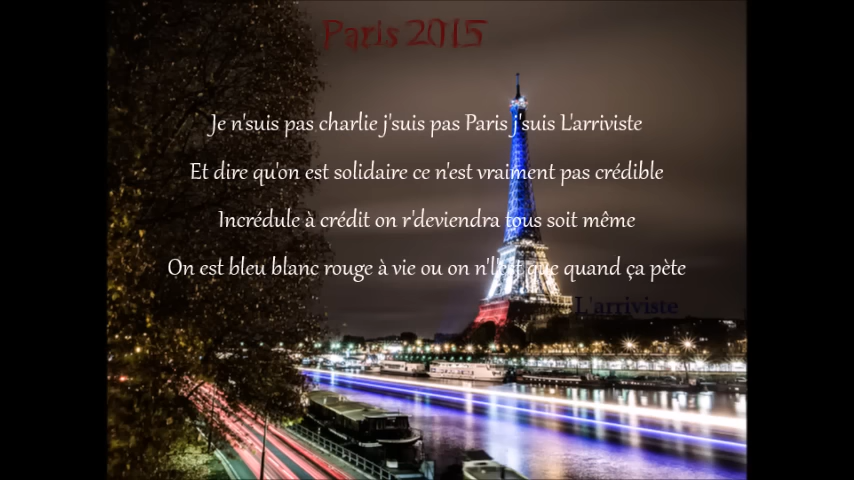 Paris 2015
Je n'suis pas charlie j'suis pas Paris j'suis L'arriviste
Et dire qu'on est solidaire ce n'est vraiment pas crédible
Incrédule à crédit on r'deviendra tous soit même
On est bleu blanc rouge à vie ou on n'l'est que quand ça pète
L'arriviste